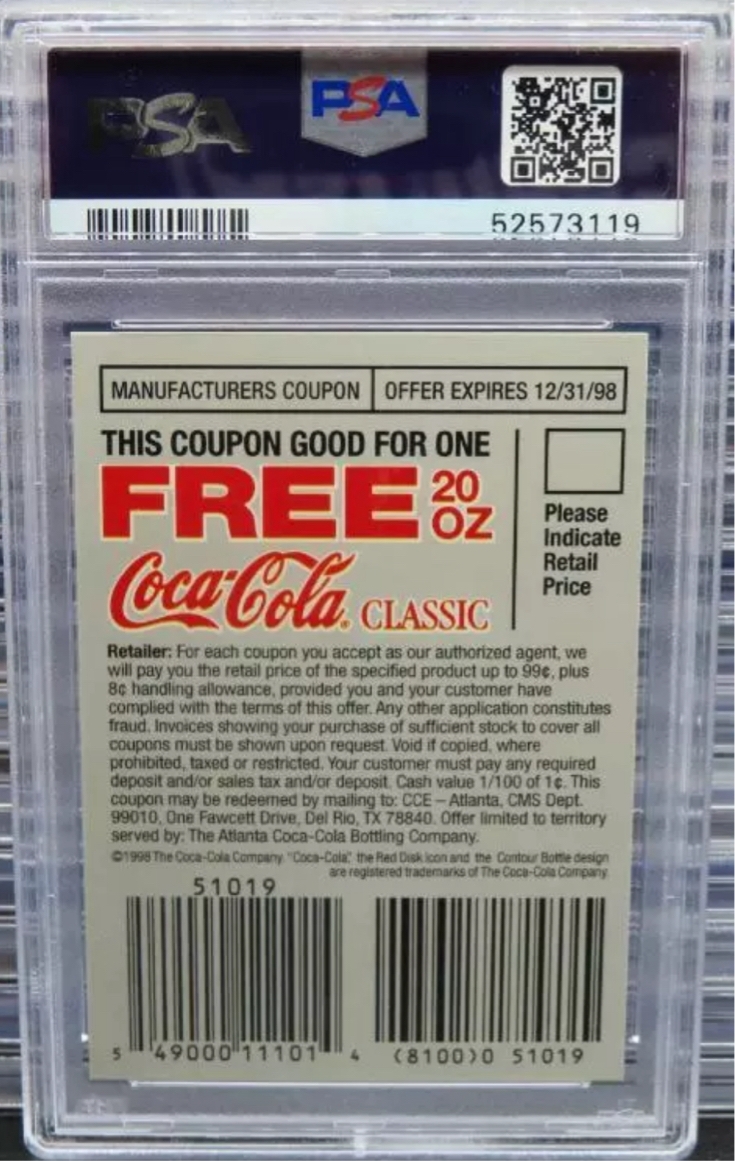 PSA
PSA
52573119
MANUFACTURERS COUPON
OFFER EXPIRES 12/31/98
THIS COUPON GOOD FOR ONE
FREE 20 OZ
Coca-Cola. CLASSIC
Please
Indicate
Retail
Price
Retailer: For each coupon you accept as our authorized agent, we
will pay you the retail price of the specified product up to 99¢, plus
8¢ handling allowance, provided you and your customer have
complied with the terms of this offer. Any other application constitutes
fraud. Invoices showing your purchase of sufficient stock to cover all
coupons must be shown upon request. Void if copied, where
prohibited, taxed or restricted. Your customer must pay any required
deposit and/or sales tax and/or deposit. Cash value 1/100 of 1¢. This
coupon may be redeemed by mailing to: CCE – Atlanta, CMS Dept.
99010, One Fawcett Drive, Del Rio, TX 78840. Offer limited to territory
served by: The Atlanta Coca-Cola Bottling Company.
©1998 The Coca-Cola Company. "Coca-Cola," the Red Disk Icon and the Contour Bottle design
are registered trademarks of The Coca-Cola Company.
51019
5 49000 11101 4
(8100)0 51019